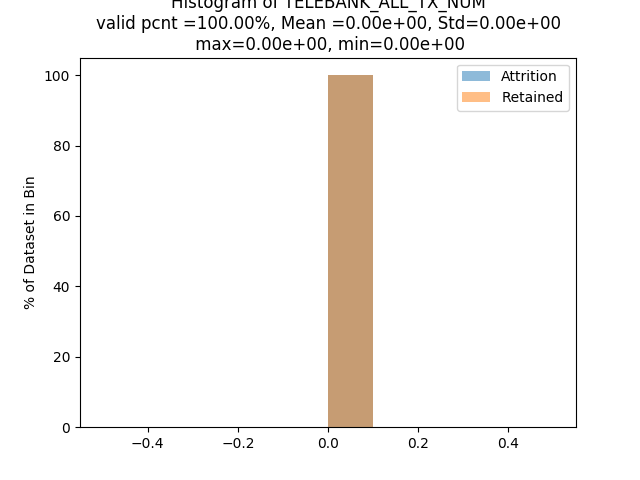 Histogram of TELEBANK_ALL_TX_NUM
valid pcnt =100.00%, Mean =0.00e+00, Std=0.00e+00
max=0.00e+00, min=0.00e+00
Attrition
Retained
% of Dataset in Bin
100
80
60
40
20
0
−0.4
−0.2
0.0
0.2
0.4